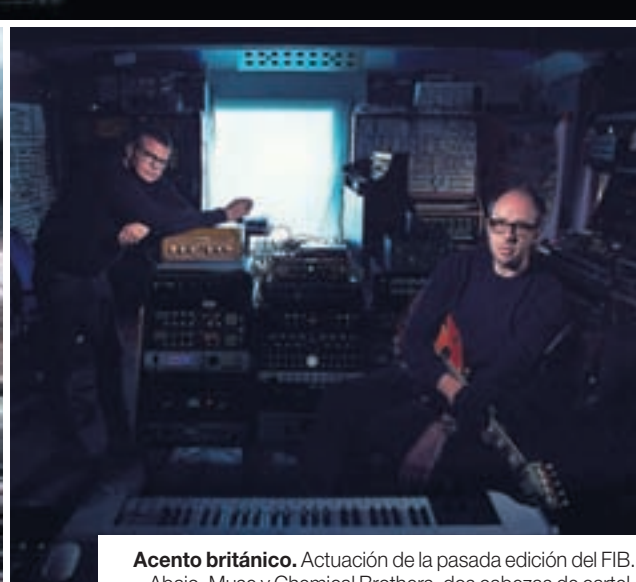 Acento británico. Actuación de la pasada edición del FIB.
Abajo, Muse y Chemical Brothers, dos cabezas de cartel